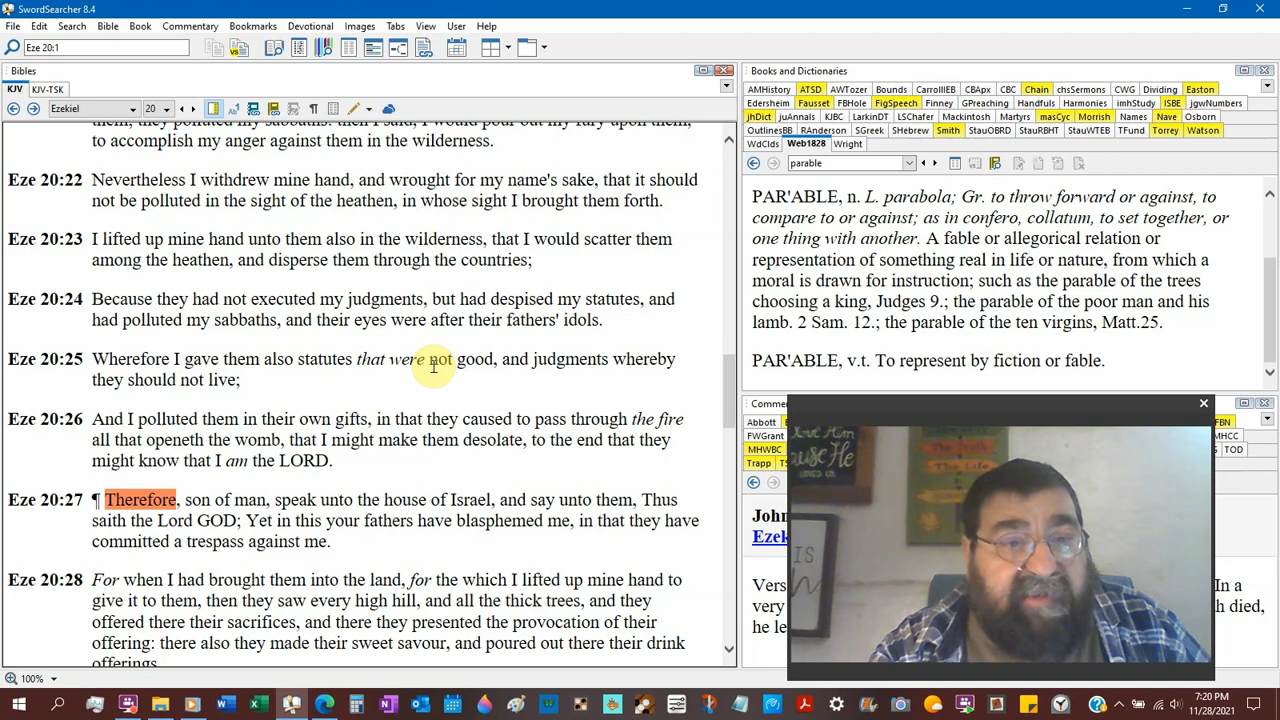 SwordSearcher 8.4
File Edit Search Bible Book Commentary Bookmarks Devotional Images Tabs View User Help
Eze 20:1
Bibles
KJV KJV-TSK
Ezekiel 20
to accomplish my anger against them in the wilderness.
Eze 20:22 Nevertheless I withdrew mine hand, and wrought for my name's sake, that it should
not be polluted in the sight of the heathen, in whose sight I brought them forth.
Eze 20:23 I lifted up mine hand unto them also in the wilderness, that I would scatter them
among the heathen, and disperse them through the countries;
Eze 20:24 Because they had not executed my judgments, but had despised my statutes, and
had polluted my sabbaths, and their eyes were after their fathers' idols.
Eze 20:25 Wherefore I gave them also statutes that were not good, and judgments whereby
they should not live;
Eze 20:26 And I polluted them in their own gifts, in that they caused to pass through the fire
all that openeth the womb, that I might make them desolate, to the end that they
might know that I am the LORD.
Eze 20:27 ¶ Therefore, son of man, speak unto the house of Israel, and say unto them, Thus
saith the Lord GOD; Yet in this your fathers have blasphemed me, in that they have
committed a trespass against me.
Eze 20:28 For when I had brought them into the land, for the which I lifted up mine hand to
give it to them, then they saw every high hill, and all the thick trees, and they
offered there their sacrifices, and there they presented the provocation of their
offering: there also they made their sweet savour, and poured out there their drink
offerings.
100%
Books and Dictionaries
AMHistory ATSD AWTozer Bounds CarrollIEB CBApx CBC Chain chsSermons CWG Dividing Easton
Edersheim Fausset FBHole FigSpeech Finney GPreaching Handfuls Harmonies imhStudy ISBE jgwNumbers
jhDict juAnnals KJBC LarkinDT LSChafer Mackintosh Martyrs masCyc Morrish Names Nave Osborn
OutlinesBB RAnderson SGreek SHebrew Smith StauOBRD StauRBHT StauWTEB TFund Torrey Watson
WdClds Web1828 Wright
parable
PAR'ABLE, n. L. parabola; Gr. to throw forward or against, to
compare to or against; as in confero, collatum, to set together, or
one thing with another. A fable or allegorical relation or
representation of something real in life or nature, from which a
moral is drawn for instruction; such as the parable of the trees
choosing a king, Judges 9.; the parable of the poor man and his
lamb. 2 Sam. 12.; the parable of the ten virgins, Matt.25.
PAR'ABLE, v.t. To represent by fiction or fable.
Abbott
FBN
FWGrant
MHCC
MHWBC
Trapp
TOD
John
Ezek
Vers
In a
very
h died,
he le
The Life
IS
7:20 PM
11/28/2021